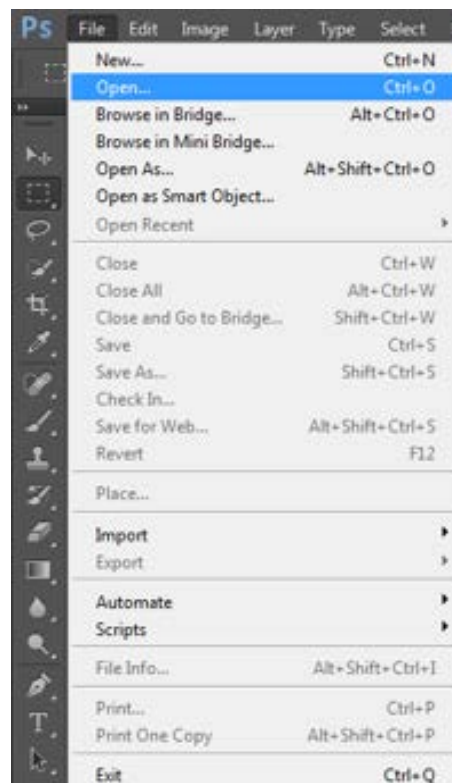 Ps File Edit Image Layer Type Select
New... Ctrl+N
Open... Ctrl+O
Browse in Bridge... Alt+Ctrl+O
Browse in Mini Bridge...
Open As... Alt+Shift+Ctrl+O
Open as Smart Object...
Open Recent
Close Ctrl+W
Close All Alt+Ctrl+W
Close and Go to Bridge... Shift+Ctrl+W
Save Ctrl+S
Save As... Shift+Ctrl+S
Check In...
Save for Web... Alt+Shift+Ctrl+S
Revert F12
Place...
Import
Export
Automate
Scripts
File Info... Alt+Shift+Ctrl+I
Print... Ctrl+P
Print One Copy Alt+Shift+Ctrl+P
Exit Ctrl+Q